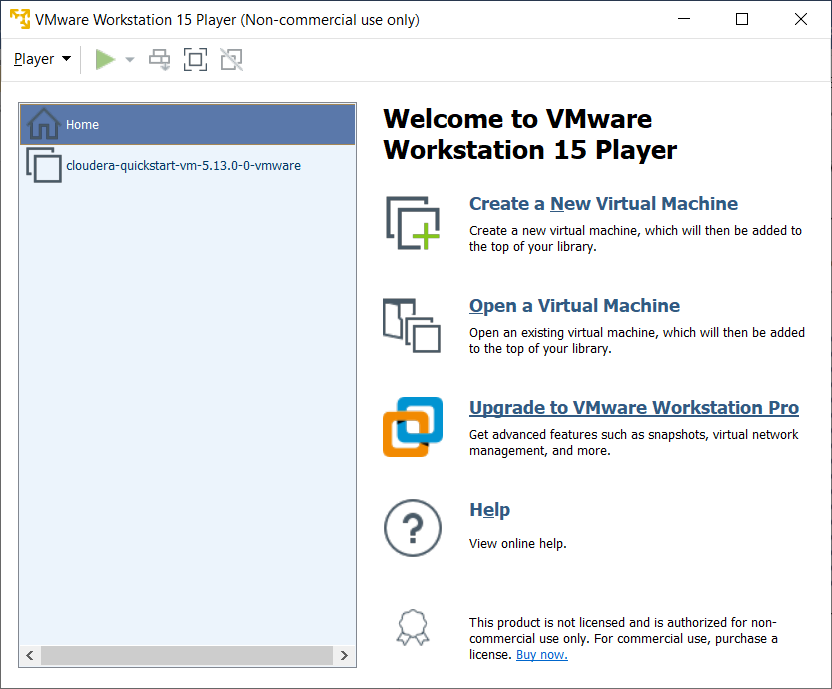 VMware Workstation 15 Player (Non-commercial use only)
Player
Home
cloudera-quickstart-vm-5.13.0-0-vmware
Welcome to VMware
Workstation 15 Player
Create a New Virtual Machine
Create a new virtual machine, which will then be added to
the top of your library.
Open a Virtual Machine
Open an existing virtual machine, which will then be added
to the top of your library.
Upgrade to VMware Workstation Pro
Get advanced features such as snapshots, virtual network
management, and more.
Help
View online help.
This product is not licensed and is authorized for non-
commercial use only. For commercial use, purchase a
license. Buy now.